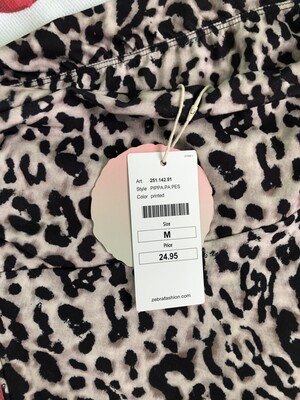 Art. 251.142.91
Style PIPPA.PA.PES
Color printed
Size
M
Price
24.95
zebrafashion.com